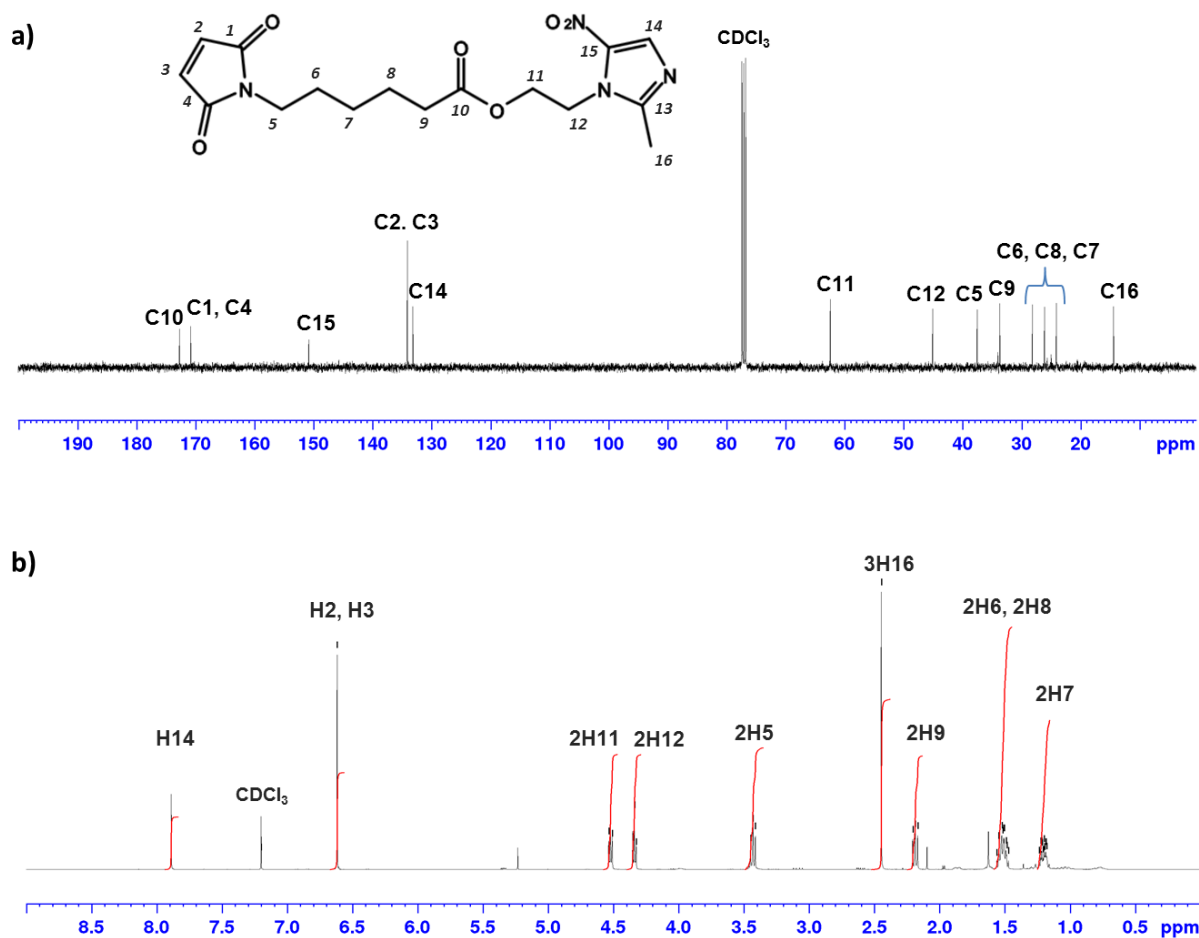 a)
O₂N
14
15
N
N
13
12
16
11
O
O
10
9
8
7
6
5
N
O
O
1
2
3
4
CDCl₃
C10
C1, C4
C15
C2. C3
C14
C11
C12
C5
C9
C6, C8, C7
C16
190 180 170 160 150 140 130 120 110 100 90 80 70 60 50 40 30 20 ppm
b)
H14
CDCl₃
H2, H3
2H11
2H12
2H5
3H16
2H9
2H6, 2H8
2H7
8.5 8.0 7.5 7.0 6.5 6.0 5.5 5.0 4.5 4.0 3.5 3.0 2.5 2.0 1.5 1.0 0.5 ppm